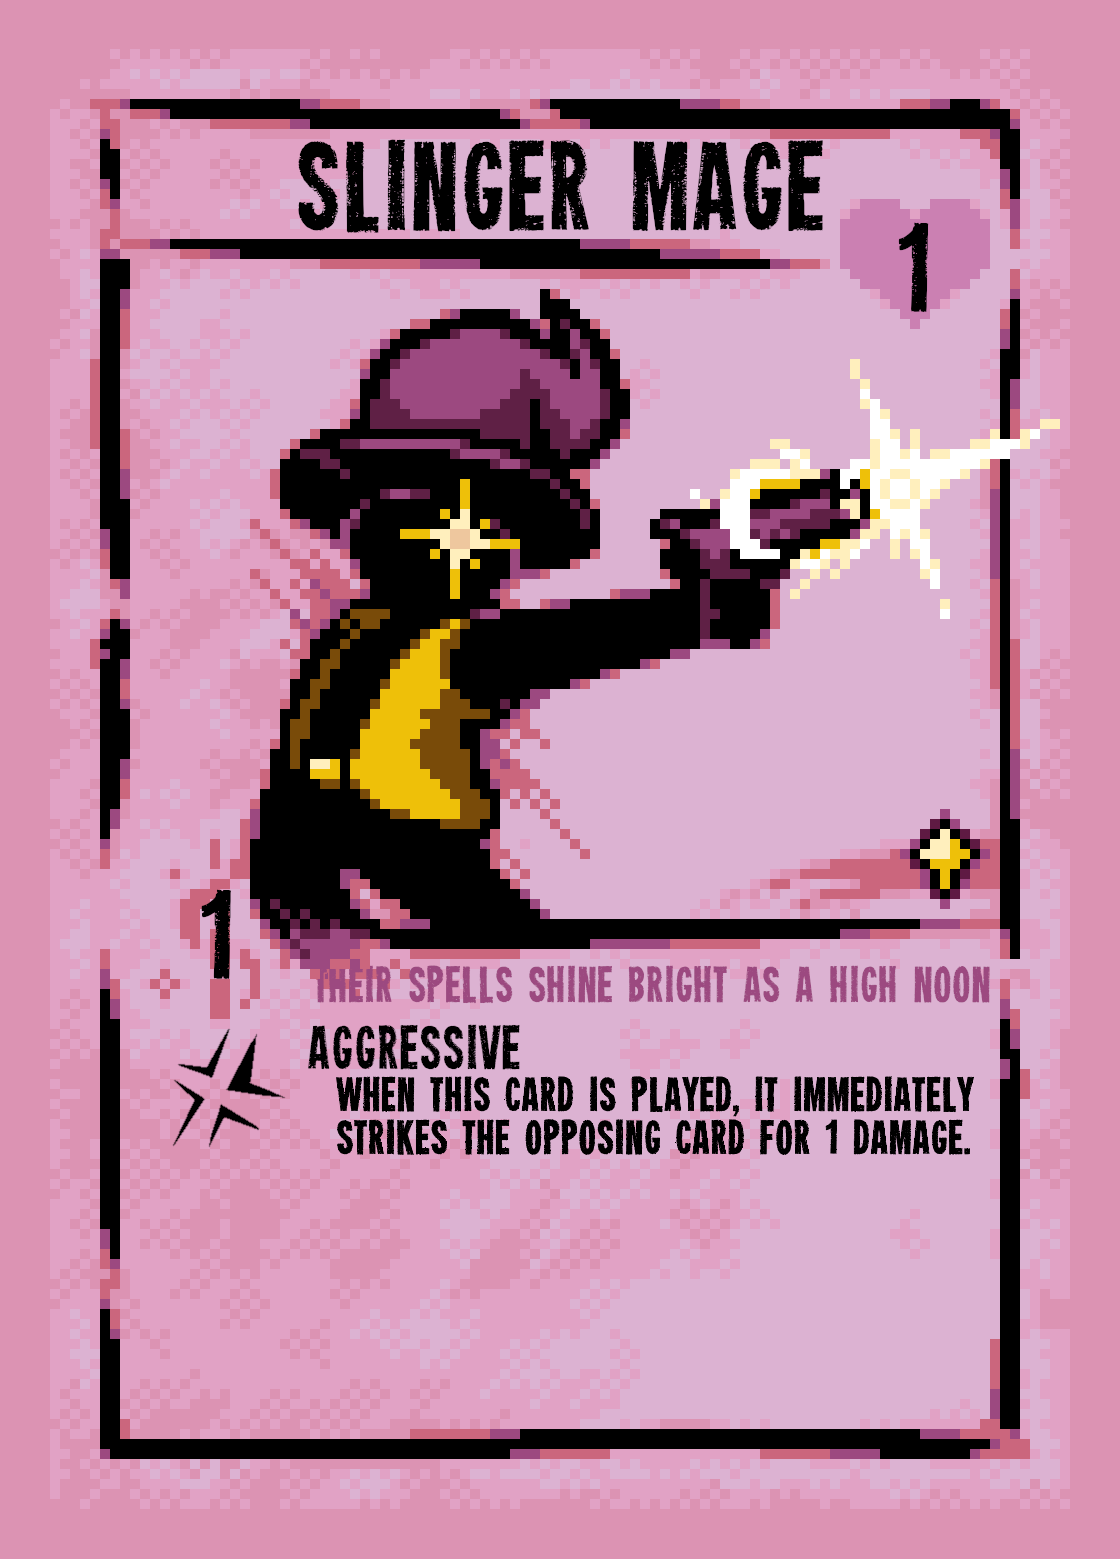 SLINGER MAGE
1
1
THEIR SPELLS SHINE BRIGHT AS A HIGH NOON
AGGRESSIVE
WHEN THIS CARD IS PLAYED, IT IMMEDIATELY
STRIKES THE OPPOSING CARD FOR 1 DAMAGE.